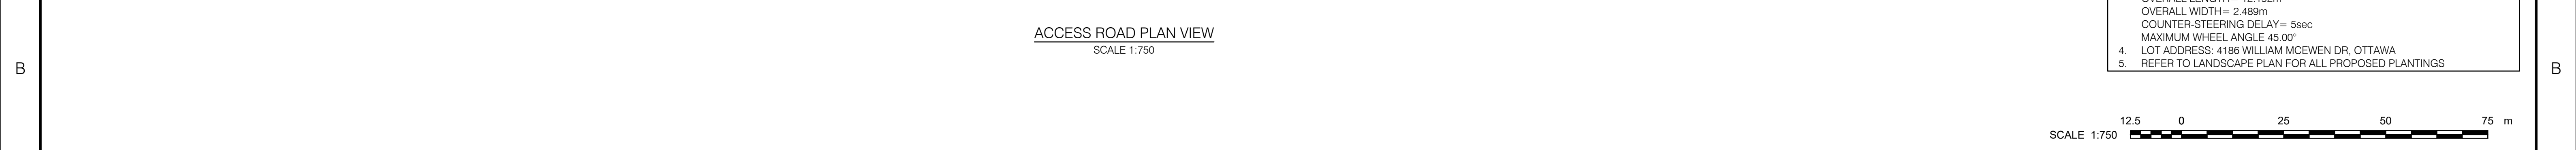 B
ACCESS ROAD PLAN VIEW
SCALE 1:750
OVERALL WIDTH= 2.489m
COUNTER-STEERING DELAY= 5sec
MAXIMUM WHEEL ANGLE 45.00°
4. LOT ADDRESS: 4186 WILLIAM MCEWEN DR, OTTAWA
5. REFER TO LANDSCAPE PLAN FOR ALL PROPOSED PLANTINGS
B
12.5 0 25 50 75 m
SCALE 1:750